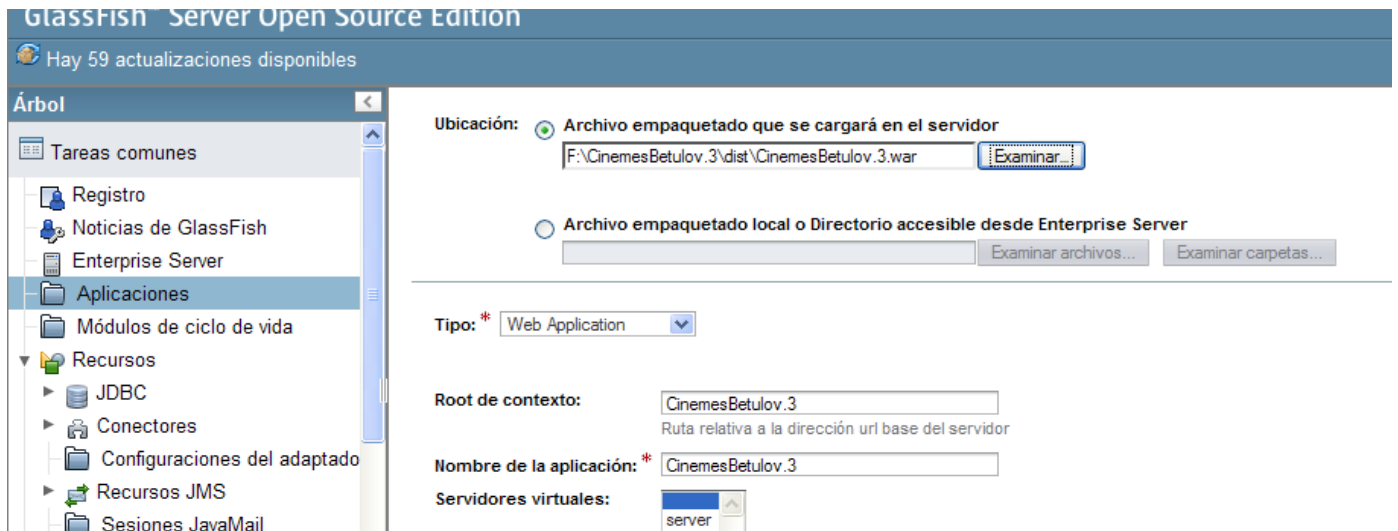 GlassFish™ Server Open Source Edition
Hay 59 actualizaciones disponibles
Árbol
Tareas comunes
Registro
Noticias de GlassFish
Enterprise Server
Aplicaciones
Módulos de ciclo de vida
Recursos
JDBC
Conectores
Configuraciones del adaptado
Recursos JMS
Sesiones JavaMail
Ubicación:
Archivo empaquetado que se cargará en el servidor
F:\CinemesBetulov.3\dist\CinemesBetulov.3.war Examinar...
Archivo empaquetado local o Directorio accesible desde Enterprise Server
Examinar archivos... Examinar carpetas...
Tipo: * Web Application
Root de contexto: CinemesBetulov.3
Ruta relativa a la dirección url base del servidor
Nombre de la aplicación: * CinemesBetulov.3
Servidores virtuales:
server